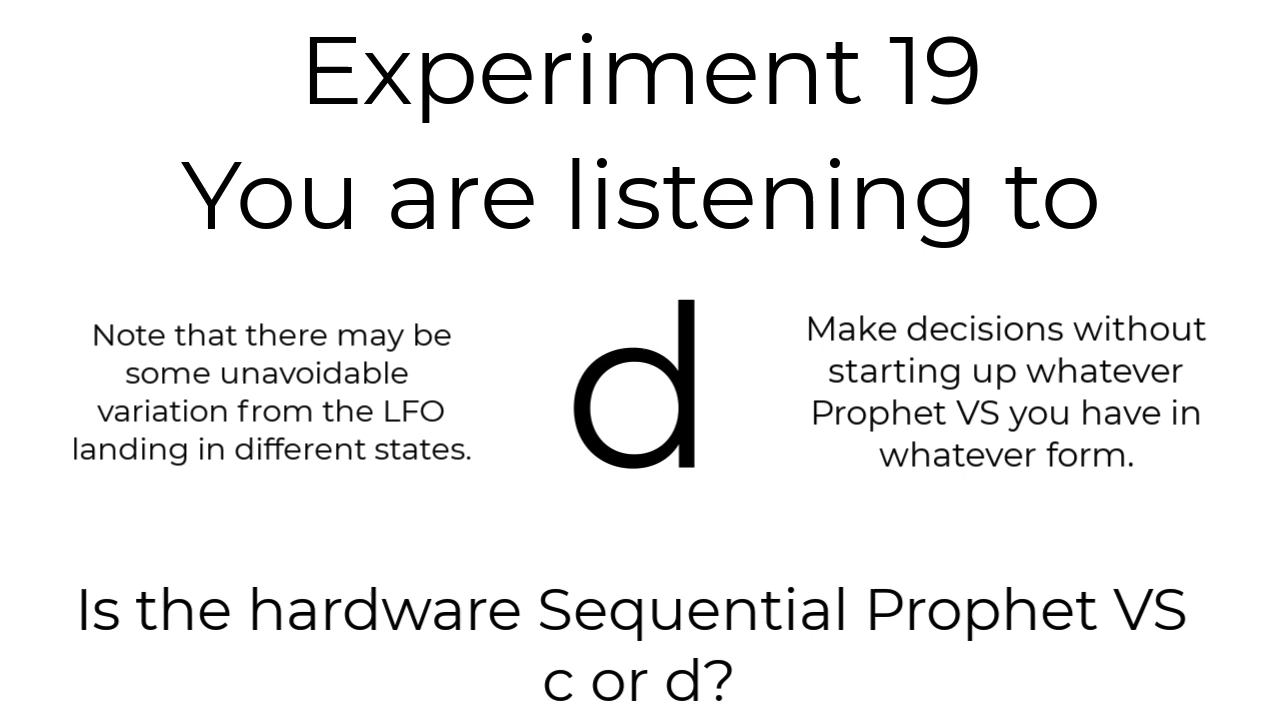 Experiment 19
You are listening to
Note that there may be
some unavoidable
variation from the LFO
landing in different states.
d
Make decisions without
starting up whatever
Prophet VS you have in
whatever form.
Is the hardware Sequential Prophet VS
c or d?